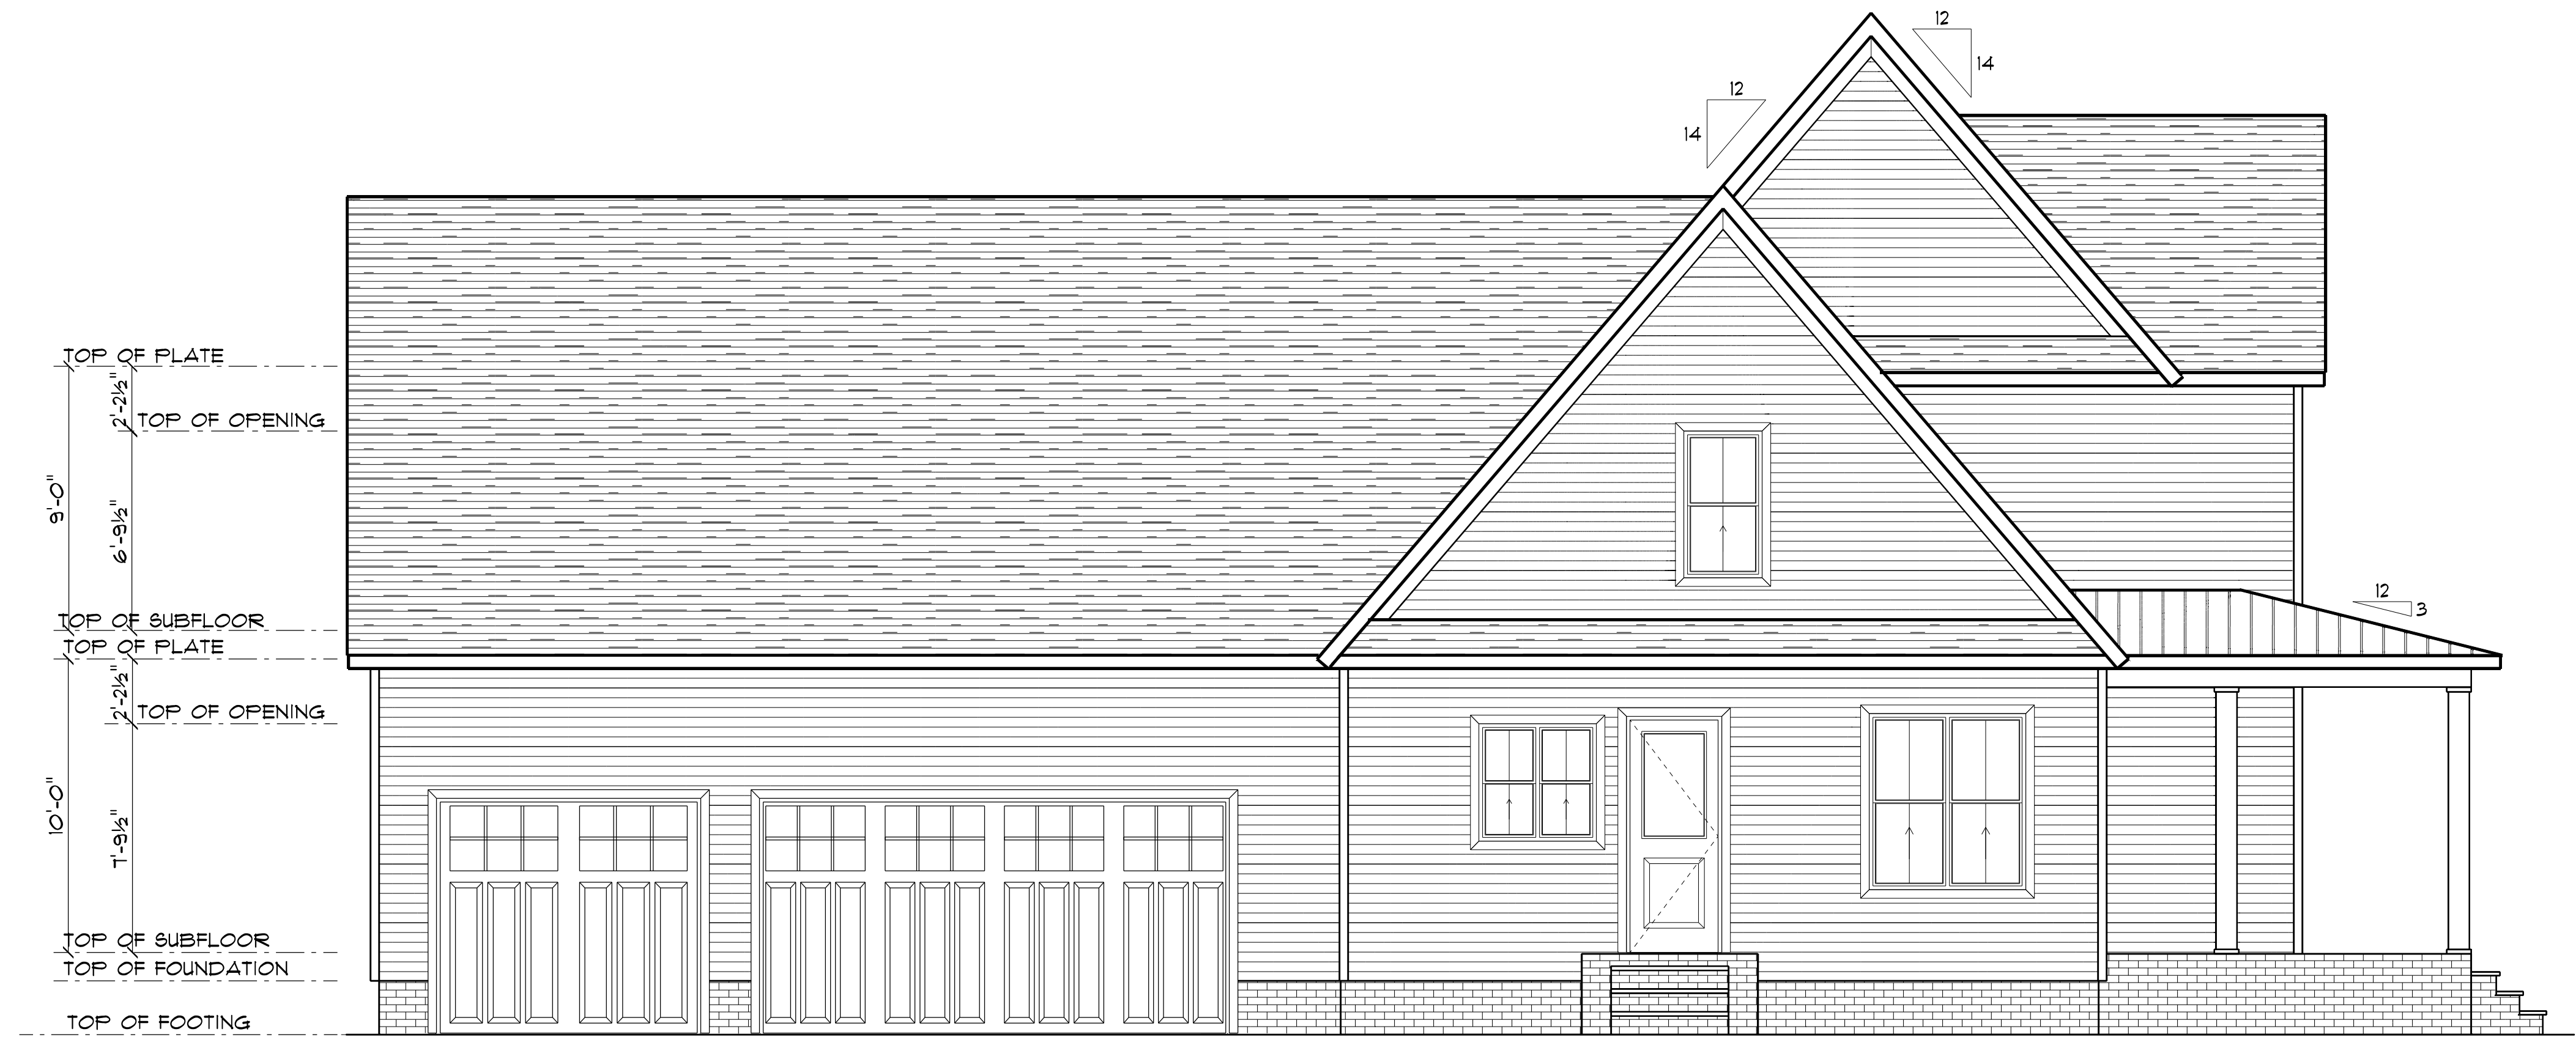 12
14
12
14
TOP OF PLATE
2'-2½"
TOP OF OPENING
9'-0"
6'-9½"
12
3
TOP OF SUBFLOOR
TOP OF PLATE
2'-2½"
TOP OF OPENING
10'-0"
7'-9½"
TOP OF SUBFLOOR
TOP OF FOUNDATION
TOP OF FOOTING